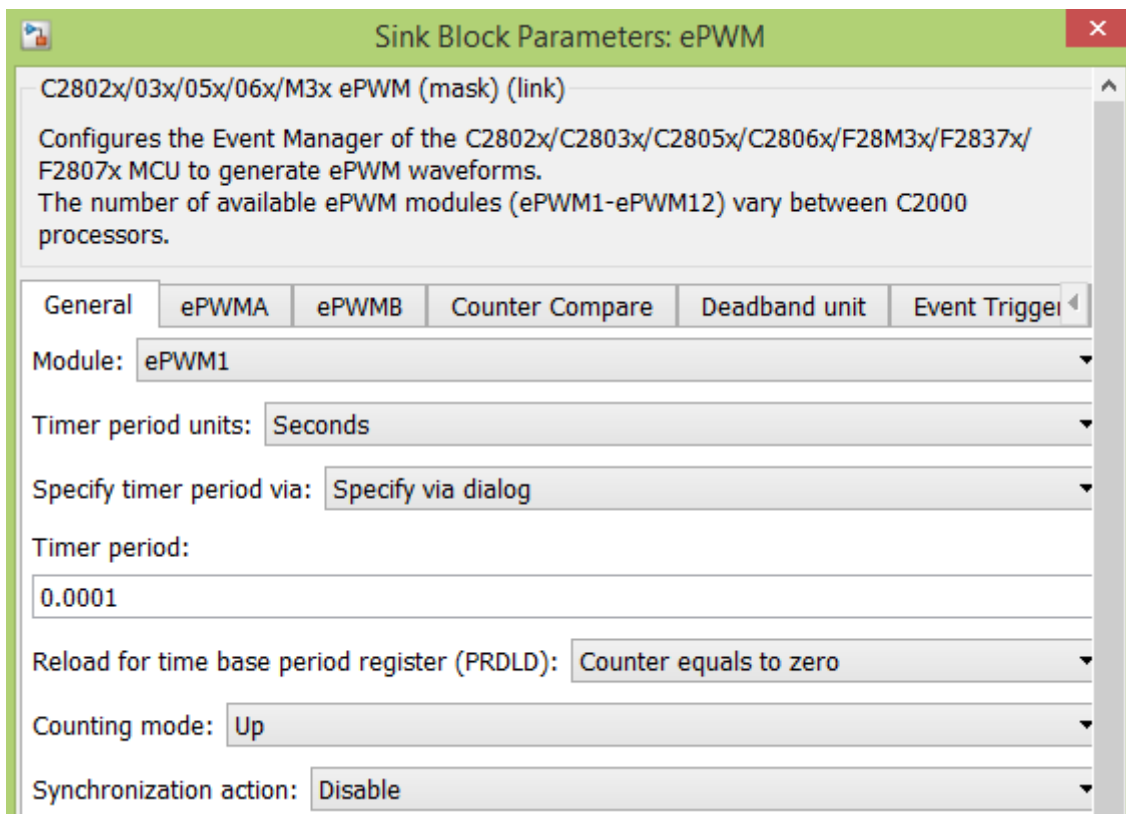 Sink Block Parameters: ePWM
C2802x/03x/05x/06x/M3x ePWM (mask) (link)
Configures the Event Manager of the C2802x/C2803x/C2805x/C2806x/F28M3x/F2837x/
F2807x MCU to generate ePWM waveforms.
The number of available ePWM modules (ePWM1-ePWM12) vary between C2000
processors.
General ePWMA ePWMB Counter Compare Deadband unit Event Trigger
Module: ePWM1
Timer period units: Seconds
Specify timer period via: Specify via dialog
Timer period:
0.0001
Reload for time base period register (PRDLD): Counter equals to zero
Counting mode: Up
Synchronization action: Disable